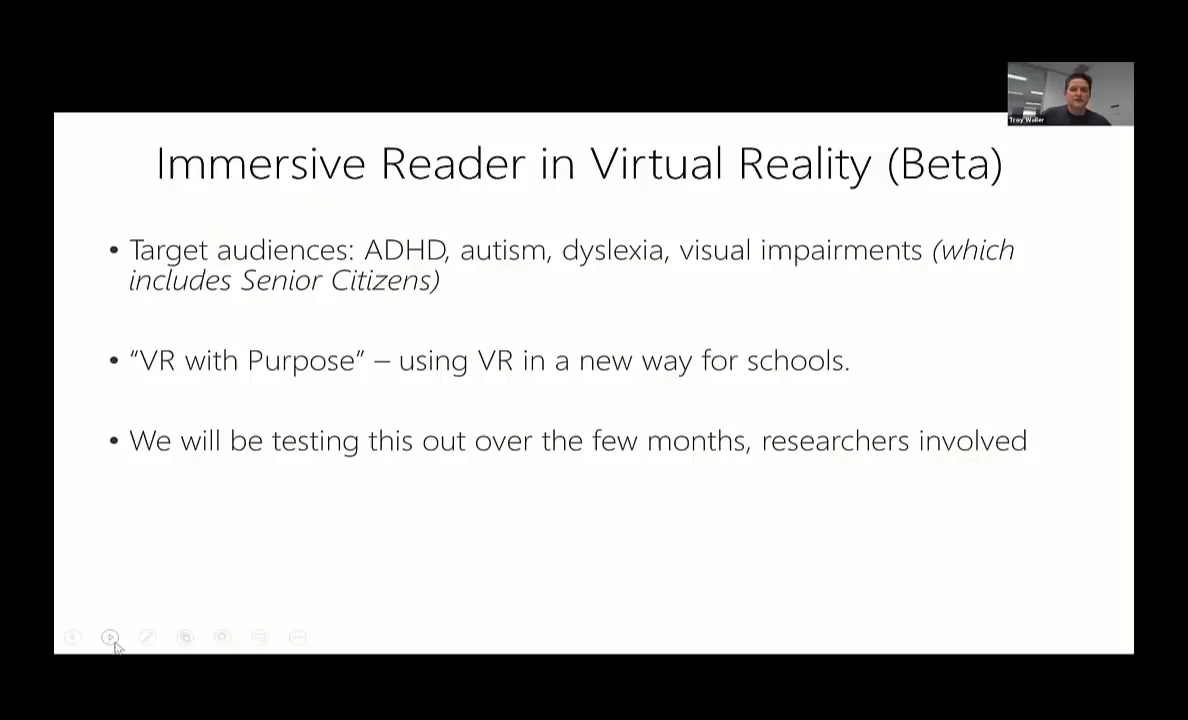 Troy Waller
Immersive Reader in Virtual Reality (Beta)
• Target audiences: ADHD, autism, dyslexia, visual impairments (which
includes Senior Citizens)
• “VR with Purpose” – using VR in a new way for schools.
• We will be testing this out over the few months, researchers involved